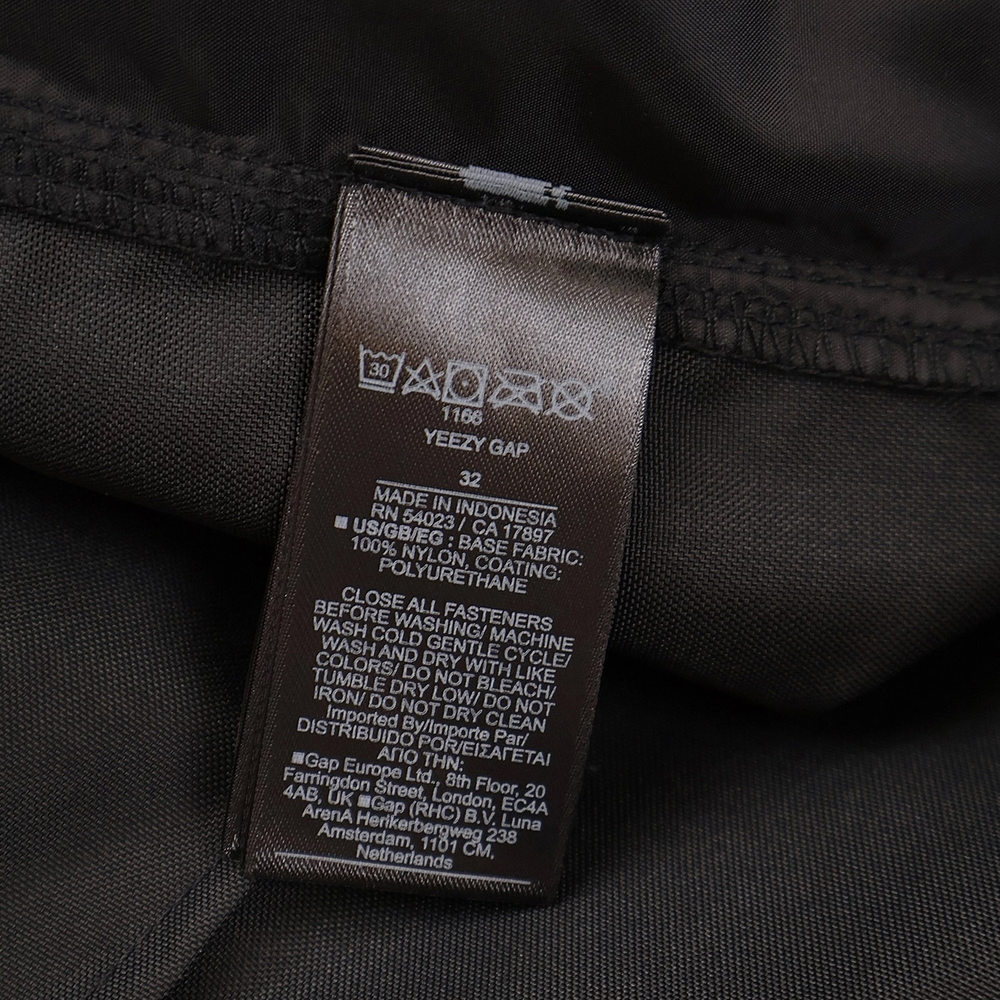 30
1166
YEEZY GAP
32
MADE IN INDONESIA
RN 54023 / CA 17897
■ US/GB/EG : BASE FABRIC:
100% NYLON, COATING:
POLYURETHANE
CLOSE ALL FASTENERS
BEFORE WASHING/ MACHINE
WASH COLD GENTLE CYCLE/
WASH AND DRY WITH LIKE
COLORS/ DO NOT BLEACH/
TUMBLE DRY LOW/ DO NOT
IRON/ DO NOT DRY CLEAN
Imported By/Importe Par/
DISTRIBUIDO POR/ΕΙΣΑΓΕΤΑΙ
ΑΠΟ ΤΗΝ:
■Gap Europe Ltd., 8th Floor, 20
Farringdon Street, London, EC4A
4AB, UK ■Gap (RHC) B.V. Luna
ArenA Herikerbergweg 238
Amsterdam, 1101 CM,
Netherlands